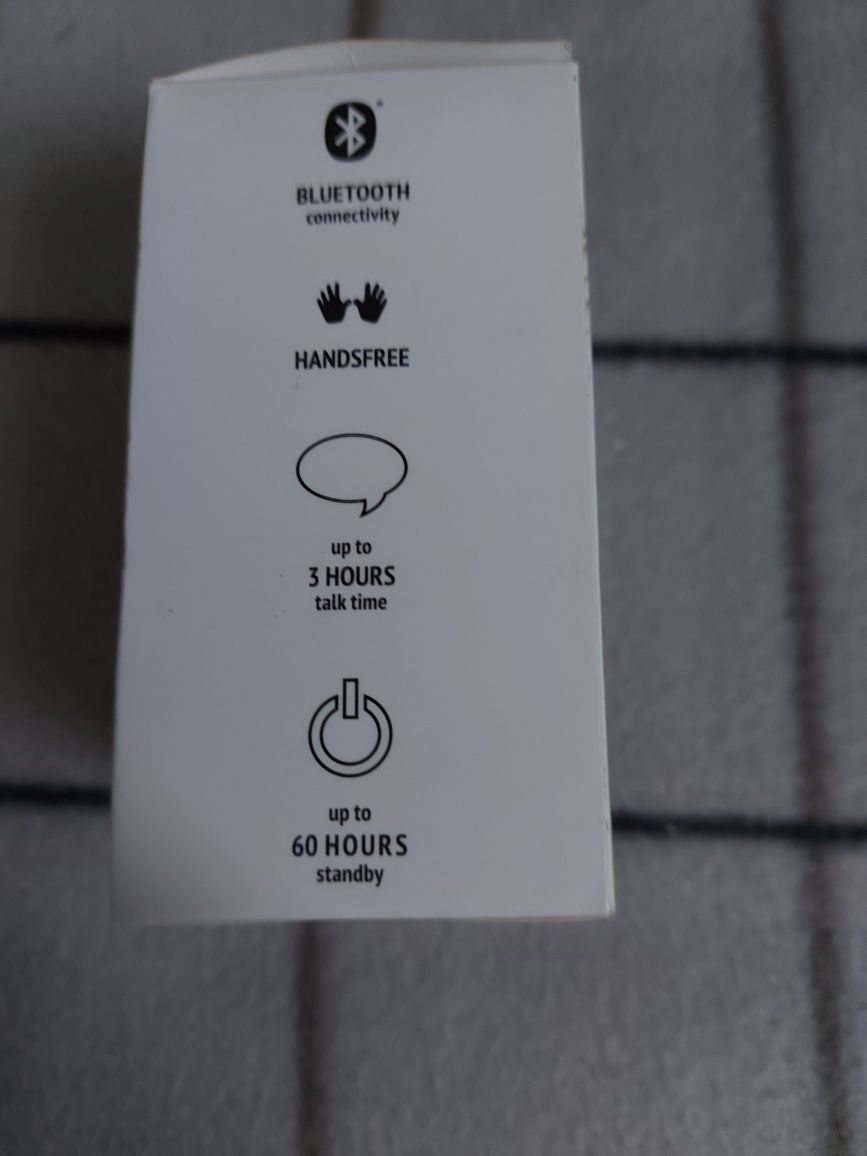 BLUETOOTH
connectivity
HANDSFREE
up to
3 HOURS
talk time
up to
60 HOURS
standby